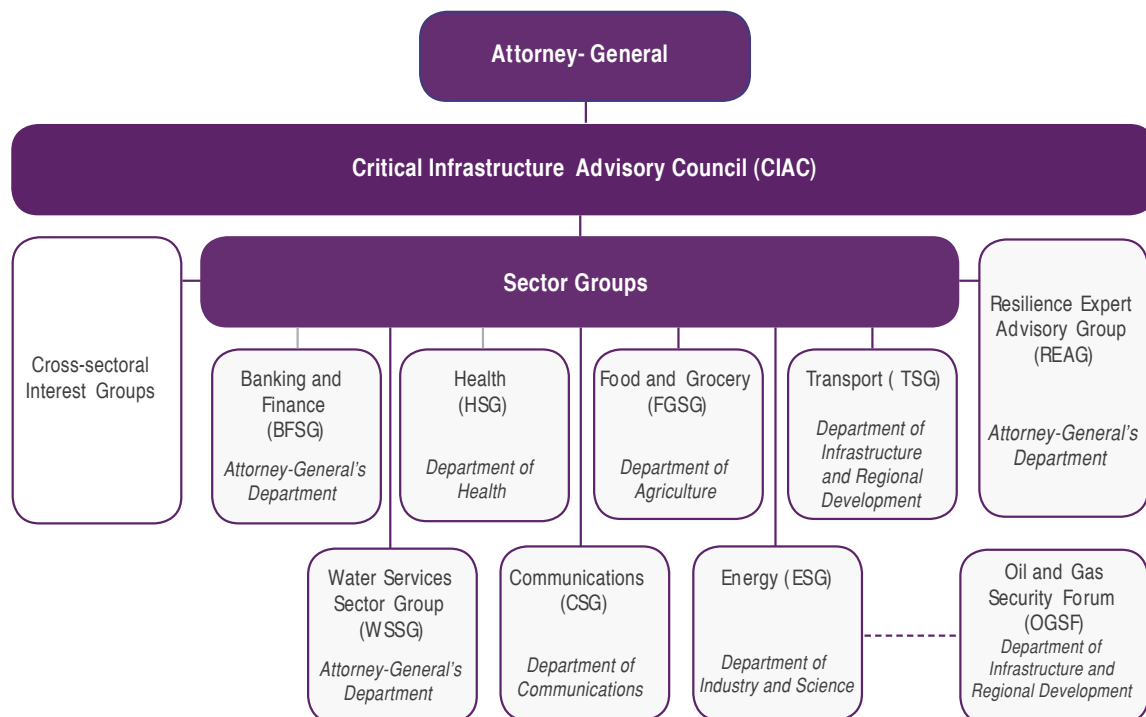 Attorney- General
Critical Infrastructure Advisory Council (CIAC)
Sector Groups
Cross-sectoral
Interest Groups
Banking and
Finance
(BFSG)
Attorney-General's
Department
Health
(HSG)
Department of
Health
Food and Grocery
(FGSG)
Department of
Agriculture
Transport ( TSG)
Department of
Infrastructure
and Regional
Development
Resilience Expert
Advisory Group
(REAG)
Attorney-General's
Department
Water Services
Sector Group
(WSSG)
Attorney-General's
Department
Communications
(CSG)
Department of
Communications
Energy (ESG)
Department of
Industry and Science
Oil and Gas
Security Forum
(OGSF)
Department of
Infrastructure and
Regional Development